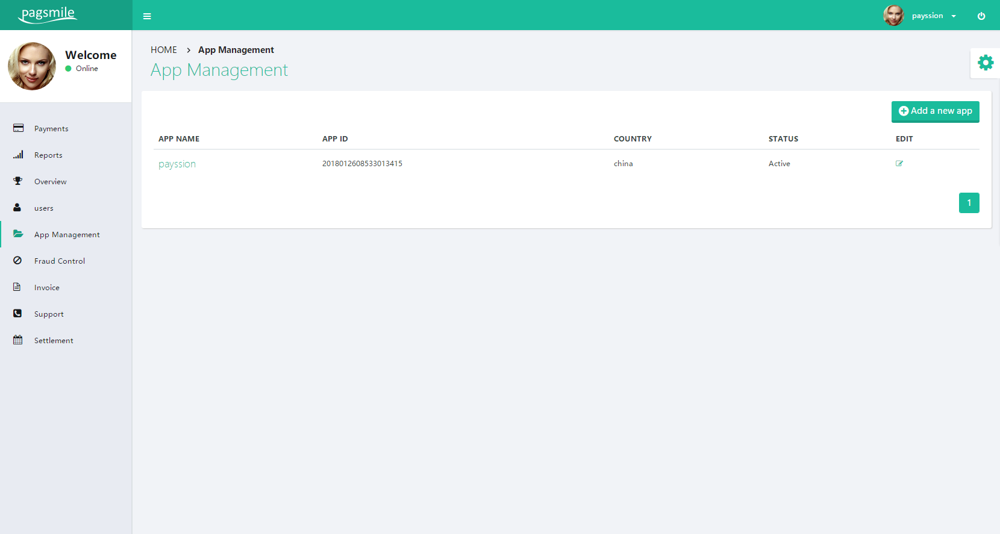 pagsmile
payssion
Welcome
Online
HOME > App Management
App Management
Add a new app
APP NAME APP ID COUNTRY STATUS EDIT
payssion 2018012608533013415 china Active
1
Payments
Reports
Overview
users
App Management
Fraud Control
Invoice
Support
Settlement